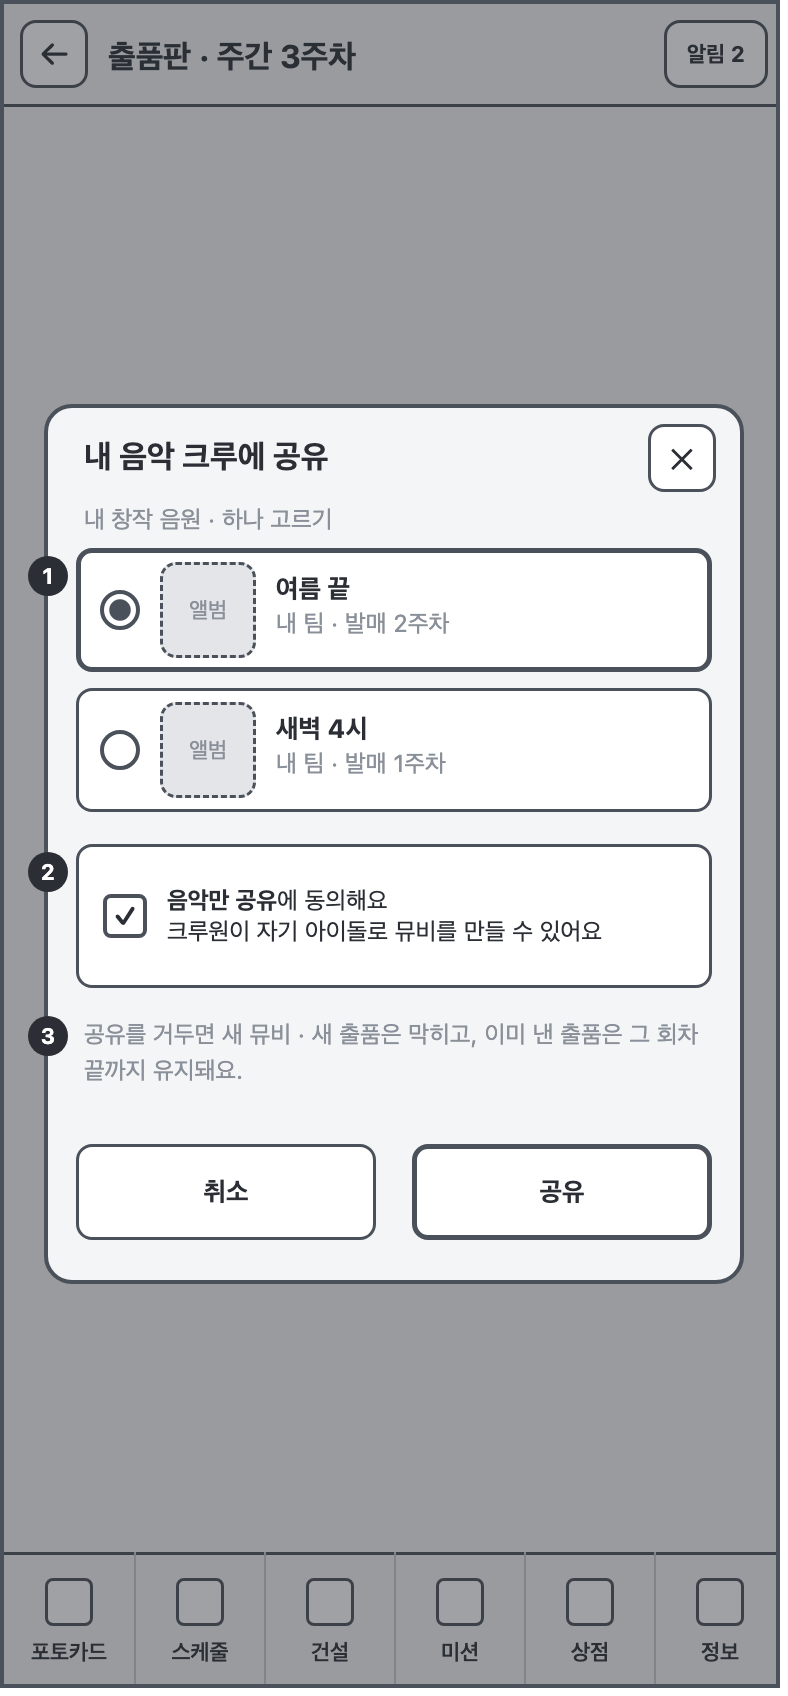 출품판 · 주간 3주차
알림 2
내 음악 크루에 공유
내 창작 음원 · 하나 고르기
1
앨범
여름 끝
내 팀 · 발매 2주차
앨범
새벽 4시
내 팀 · 발매 1주차
2
음악만 공유에 동의해요
크루원이 자기 아이돌로 뮤비를 만들 수 있어요
3
공유를 거두면 새 뮤비 · 새 출품은 막히고, 이미 낸 출품은 그 회차
끝까지 유지돼요.
취소
공유
포토카드
스케줄
건설
미션
상점
정보